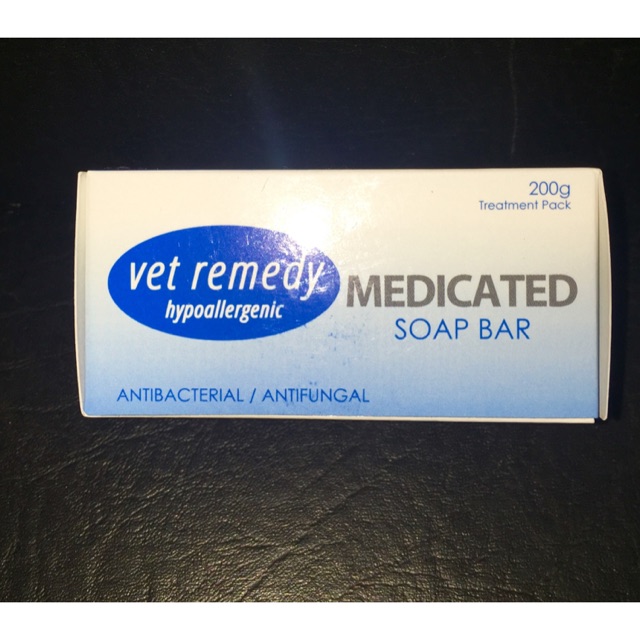 200g
Treatment Pack
vet remedy
hypoallergenic
MEDICATED
SOAP BAR
ANTIBACTERIAL / ANTIFUNGAL